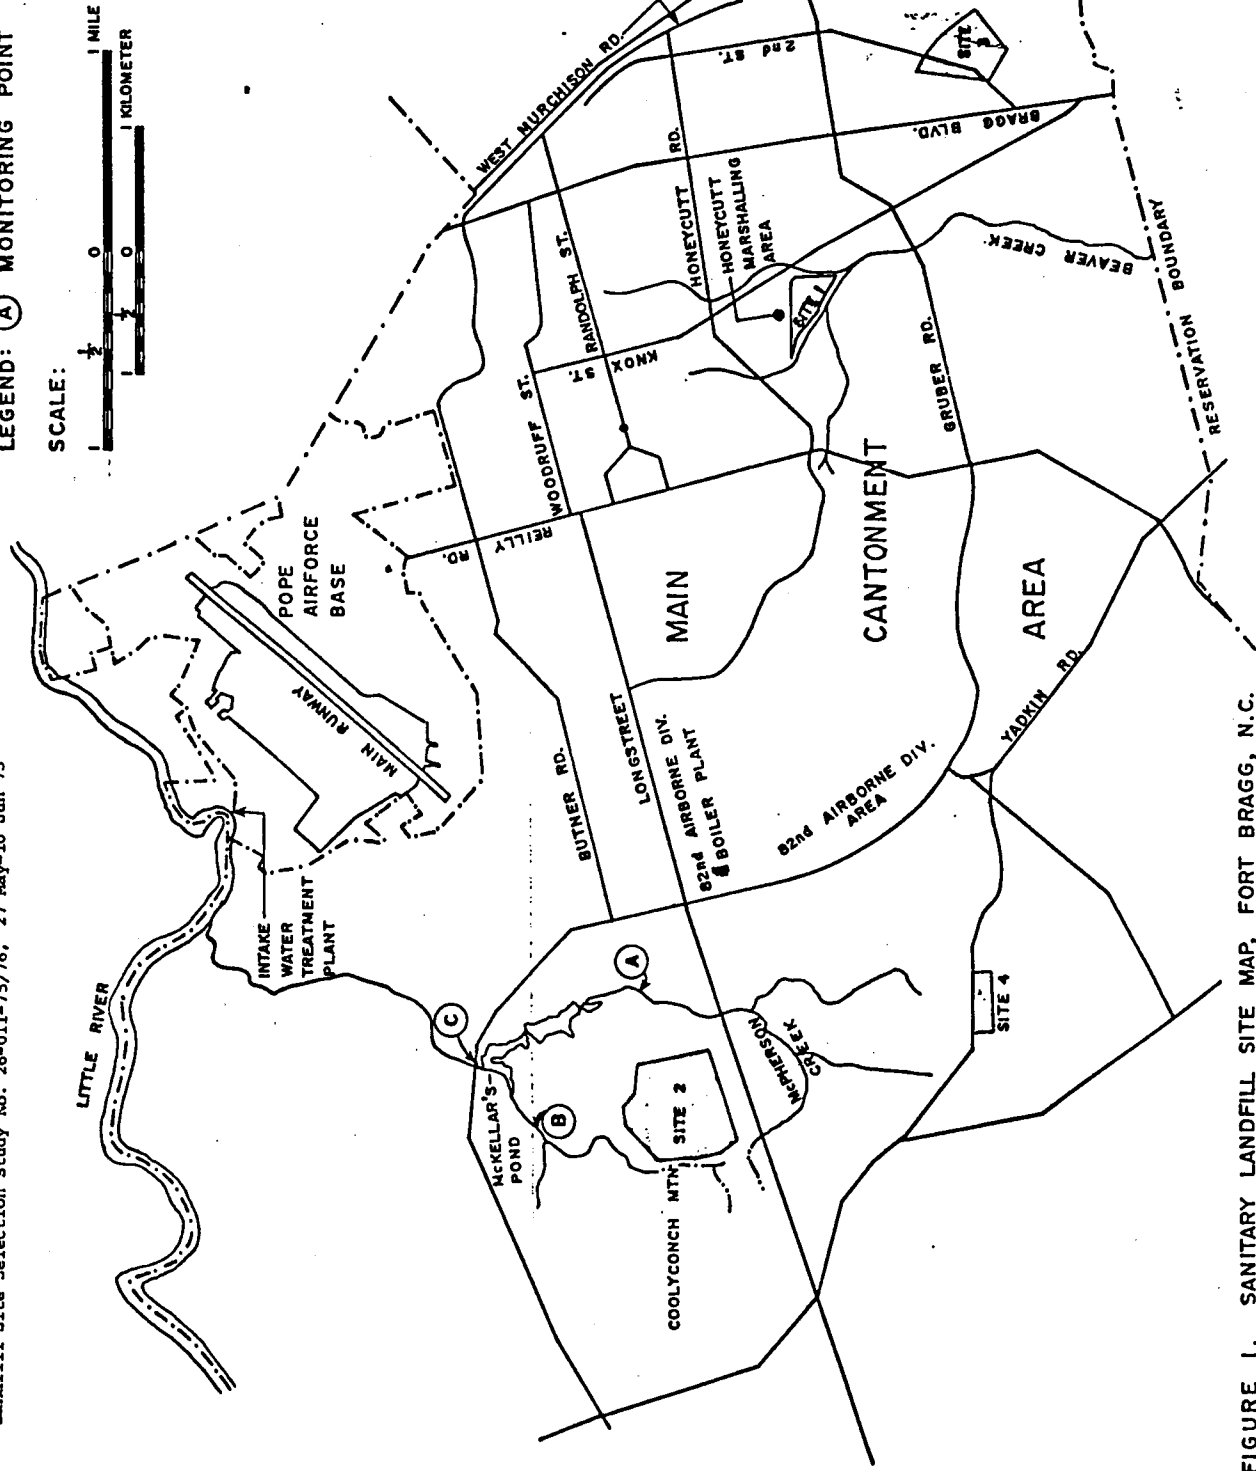 Landfill Site Selection Study No. 26-011-75/76, 27 May-10 Jun 75
LEGEND: (A) MONITORING POINT
SCALE:
1 1/2 0 1 MILE
1 1/2 0 1 KILOMETER
LITTLE RIVER
INTAKE
WATER
TREATMENT
PLANT
MAIN RUNWAY
POPE
AIRFORCE
BASE
WEST MURCHISON RD.
2nd ST.
SITE
BRAGG BLVD.
HONEYCUTT RD.
HONEYCUTT
MARSHALLING
AREA
RANDOLPH ST.
KNOX ST.
WOODRUFF ST.
REILLY RD.
SITE 1
BEAVER CREEK
RESERVATION BOUNDARY
GRUBER RD.
MAIN
CANTONMENT
AREA
BUTNER RD.
LONGSTREET
82nd AIRBORNE DIV.
BOILER PLANT
82nd AIRBORNE DIV.
AREA
YADKIN RD.
C
A
B
McKELLAR'S
POND
SITE 2
McPHERSON
CREEK
COOLYCONCH MTN
SITE 4
FIGURE 1. SANITARY LANDFILL SITE MAP, FORT BRAGG, N.C.